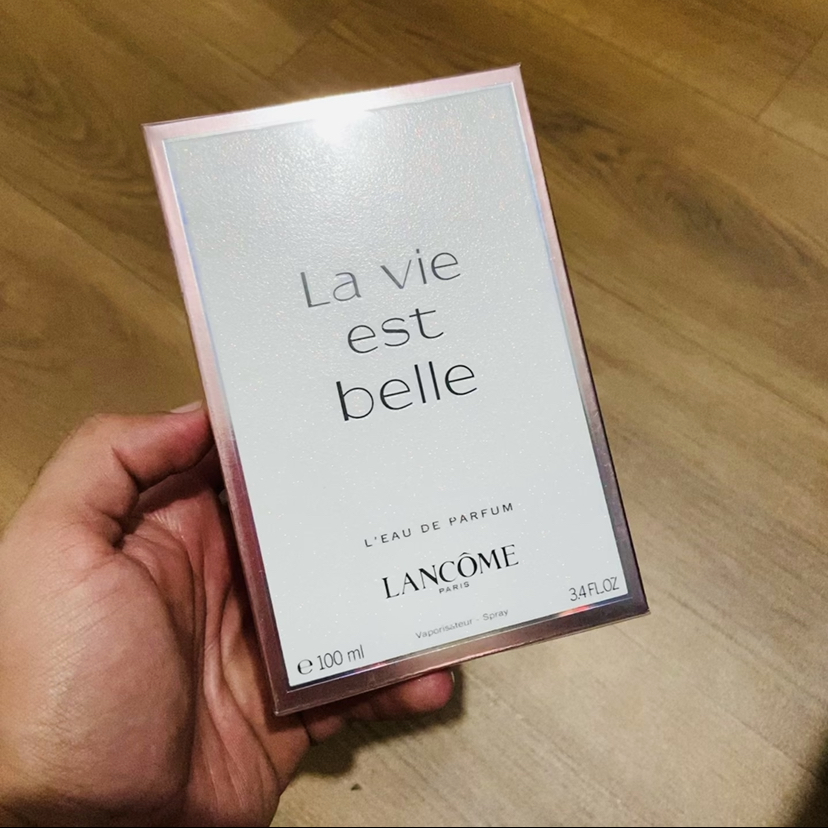 La vie
est
belle
L'EAU DE PARFUM
LANCÔME
PARIS
Vaporisateur - Spray
℮ 100 ml
3.4 FL.OZ